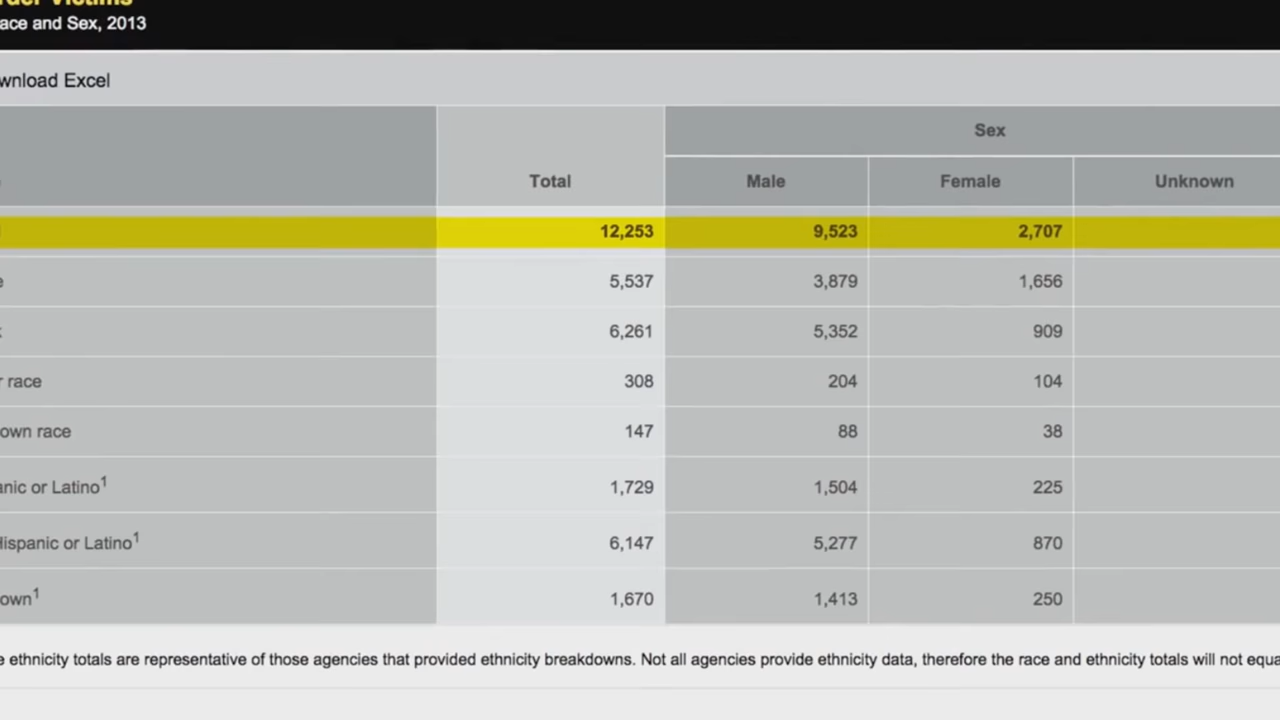 rder Victims
ace and Sex, 2013
wnload Excel
Sex
Total Male Female Unknown
12,253 9,523 2,707
e 5,537 3,879 1,656
k 6,261 5,352 909
r race 308 204 104
own race 147 88 38
anic or Latino1 1,729 1,504 225
Hispanic or Latino1 6,147 5,277 870
own1 1,670 1,413 250
e ethnicity totals are representative of those agencies that provided ethnicity breakdowns. Not all agencies provide ethnicity data, therefore the race and ethnicity totals will not equa